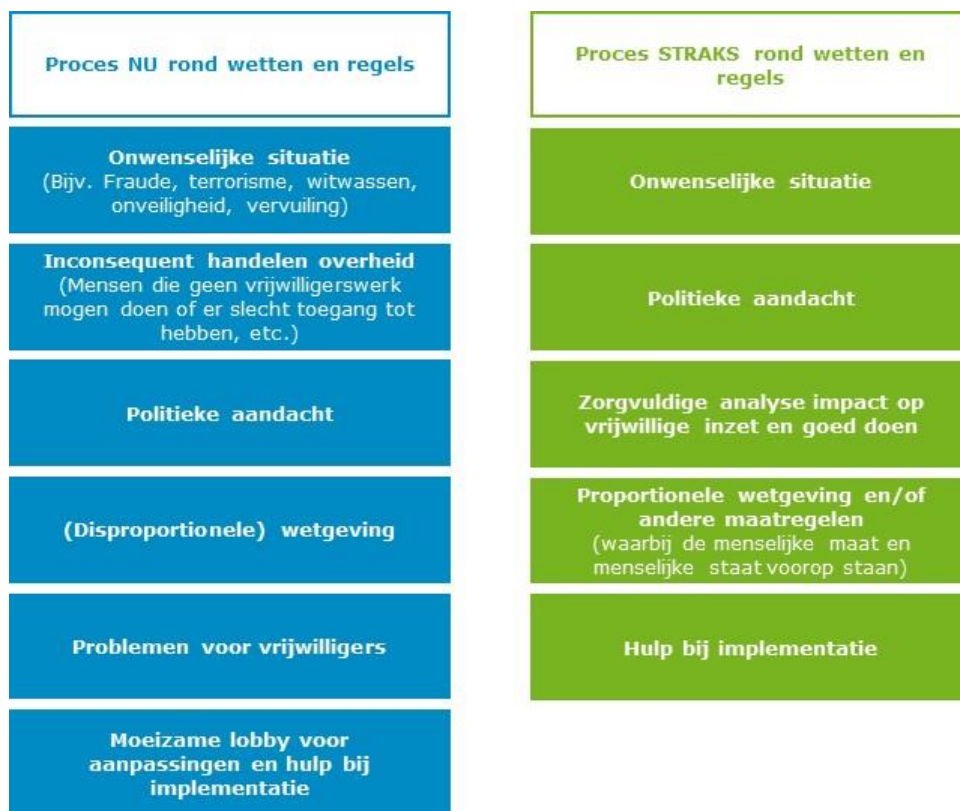 Proces NU rond wetten en regels
Onwenselijke situatie
(Bijv. Fraude, terrorisme, witwassen,
onveiligheid, vervuiling)
Inconsequent handelen overheid
(Mensen die geen vrijwilligerswerk
mogen doen of er slecht toegang tot
hebben, etc.)
Politieke aandacht
(Disproportionele) wetgeving
Problemen voor vrijwilligers
Moeizame lobby voor
aanpassingen en hulp bij
implementatie
Proces STRAKS rond wetten en
regels
Onwenselijke situatie
Politieke aandacht
Zorgvuldige analyse impact op
vrijwillige inzet en goed doen
Proportionele wetgeving en/of
andere maatregelen
(waarbij de menselijke maat en
menselijke staat voorop staan)
Hulp bij implementatie